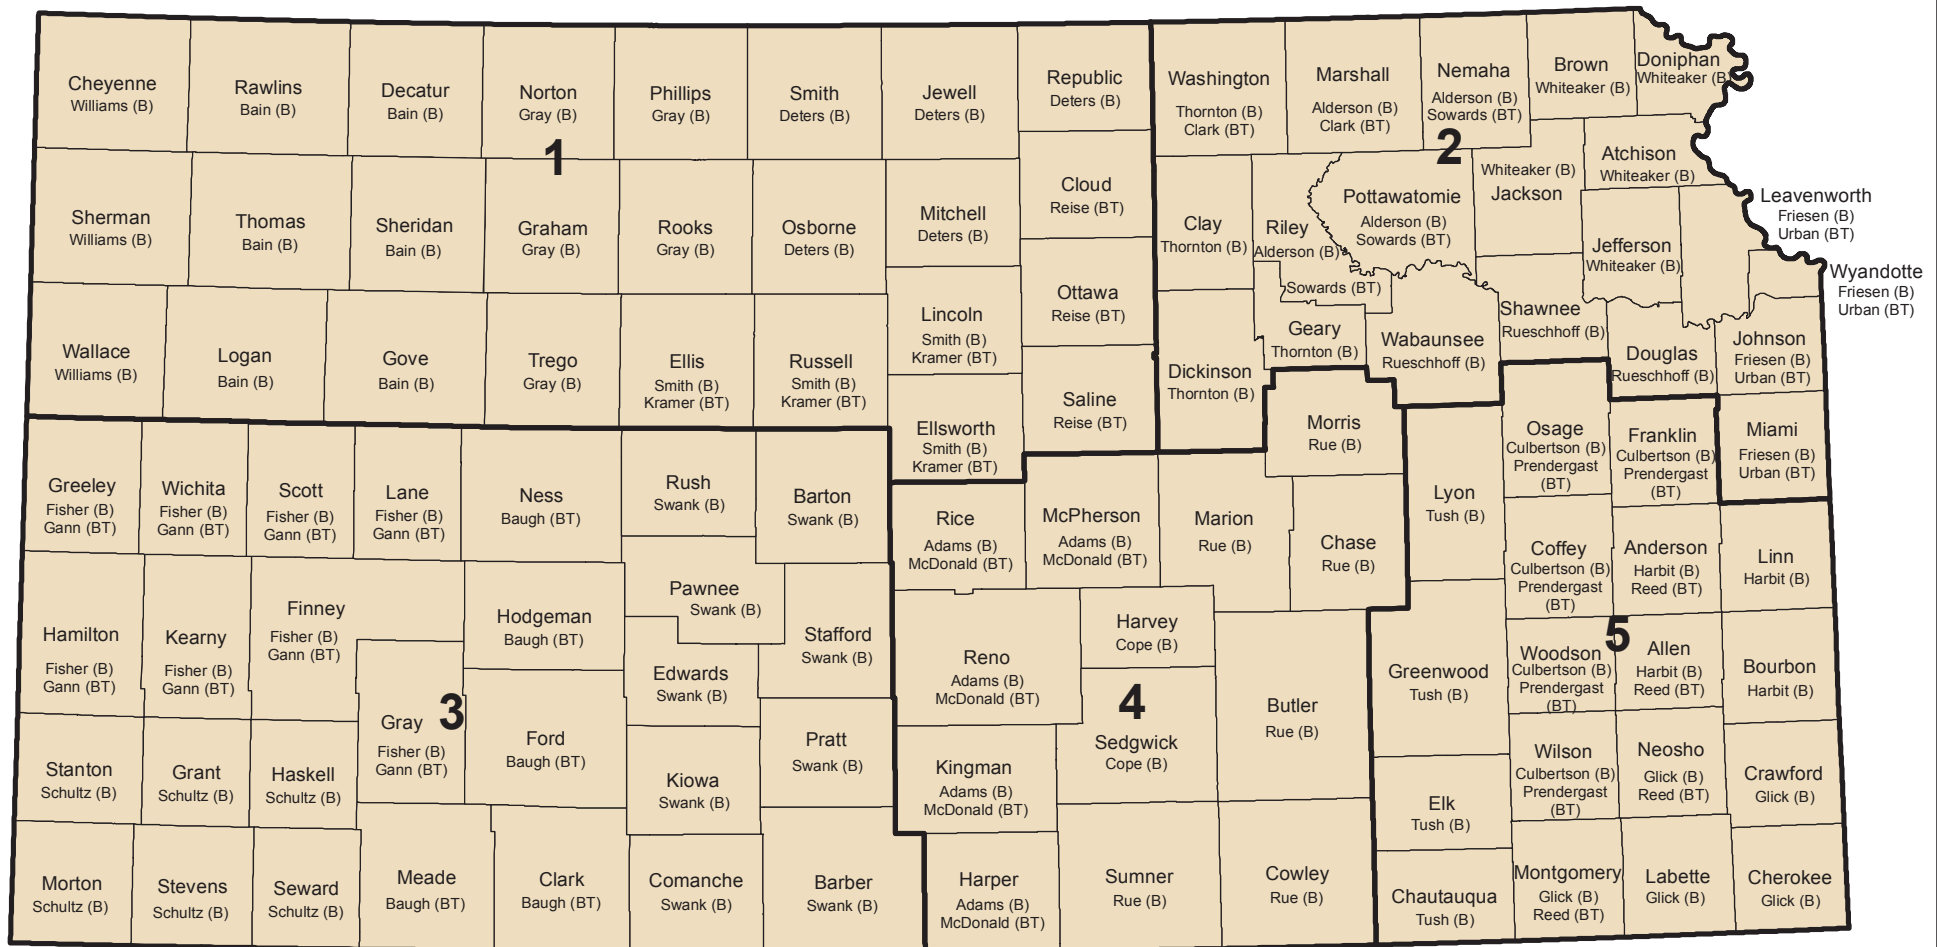 Cheyenne
Williams (B)
Rawlins
Bain (B)
Decatur
Bain (B)
Norton
Gray (B)
Phillips
Gray (B)
Smith
Deters (B)
Jewell
Deters (B)
Republic
Deters (B)
Washington
Thornton (B)
Clark (BT)
Marshall
Alderson (B)
Clark (BT)
Nemaha
Alderson (B)
Sowards (BT)
Brown
Whiteaker (B)
Doniphan
Whiteaker (B)
1
2
Sherman
Williams (B)
Thomas
Bain (B)
Sheridan
Bain (B)
Graham
Gray (B)
Rooks
Gray (B)
Osborne
Deters (B)
Mitchell
Deters (B)
Cloud
Reise (BT)
Clay
Thornton (B)
Riley
Alderson (B)
Sowards (BT)
Pottawatomie
Alderson (B)
Sowards (BT)
Whiteaker (B)
Jackson
Atchison
Whiteaker (B)
Jefferson
Whiteaker (B)
Leavenworth
Friesen (B)
Urban (BT)
Wyandotte
Friesen (B)
Urban (BT)
Wallace
Williams (B)
Logan
Bain (B)
Gove
Bain (B)
Trego
Gray (B)
Ellis
Smith (B)
Kramer (BT)
Russell
Smith (B)
Kramer (BT)
Lincoln
Smith (B)
Kramer (BT)
Ottawa
Reise (BT)
Dickinson
Thornton (B)
Geary
Thornton (B)
Wabaunsee
Rueschhoff (B)
Shawnee
Rueschhoff (B)
Douglas
Rueschhoff (B)
Johnson
Friesen (B)
Urban (BT)
Ellsworth
Smith (B)
Kramer (BT)
Saline
Reise (BT)
Morris
Rue (B)
Osage
Culbertson (B)
Prendergast
(BT)
Franklin
Culbertson (B)
Prendergast
(BT)
Miami
Friesen (B)
Urban (BT)
Greeley
Fisher (B)
Gann (BT)
Wichita
Fisher (B)
Gann (BT)
Scott
Fisher (B)
Gann (BT)
Lane
Fisher (B)
Gann (BT)
Ness
Baugh (BT)
Rush
Swank (B)
Barton
Swank (B)
Rice
Adams (B)
McDonald (BT)
McPherson
Adams (B)
McDonald (BT)
Marion
Rue (B)
Chase
Rue (B)
Lyon
Tush (B)
Coffey
Culbertson (B)
Prendergast
(BT)
Anderson
Harbit (B)
Reed (BT)
Linn
Harbit (B)
Hamilton
Fisher (B)
Gann (BT)
Kearny
Fisher (B)
Gann (BT)
Finney
Fisher (B)
Gann (BT)
Hodgeman
Baugh (BT)
Pawnee
Swank (B)
Stafford
Swank (B)
Edwards
Swank (B)
Reno
Adams (B)
McDonald (BT)
Harvey
Cope (B)
Butler
Rue (B)
Greenwood
Tush (B)
Woodson
Culbertson (B)
Prendergast
(BT)
5
Allen
Harbit (B)
Reed (BT)
Bourbon
Harbit (B)
Gray
Fisher (B)
Gann (BT)
3
4
Ford
Baugh (BT)
Stanton
Schultz (B)
Grant
Schultz (B)
Haskell
Schultz (B)
Kiowa
Swank (B)
Pratt
Swank (B)
Kingman
Adams (B)
McDonald (BT)
Sedgwick
Cope (B)
Elk
Tush (B)
Wilson
Culbertson (B)
Prendergast
(BT)
Neosho
Glick (B)
Reed (BT)
Crawford
Glick (B)
Morton
Schultz (B)
Stevens
Schultz (B)
Seward
Schultz (B)
Meade
Baugh (BT)
Clark
Baugh (BT)
Comanche
Swank (B)
Barber
Swank (B)
Harper
Adams (B)
McDonald (BT)
Sumner
Rue (B)
Cowley
Rue (B)
Chautauqua
Tush (B)
Montgomery
Glick (B)
Reed (BT)
Labette
Glick (B)
Cherokee
Glick (B)